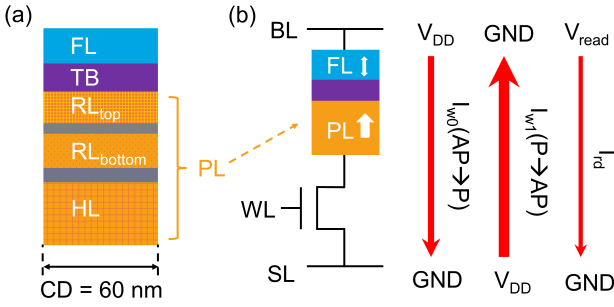 (a)
FL
TB
RLtop
RLbottom
HL
PL
CD = 60 nm
(b)
BL
FL
PL
WL
SL
VDD
Iw0(AP→P)
GND
GND
Iw1(P→AP)
VDD
Vread
Ird
GND